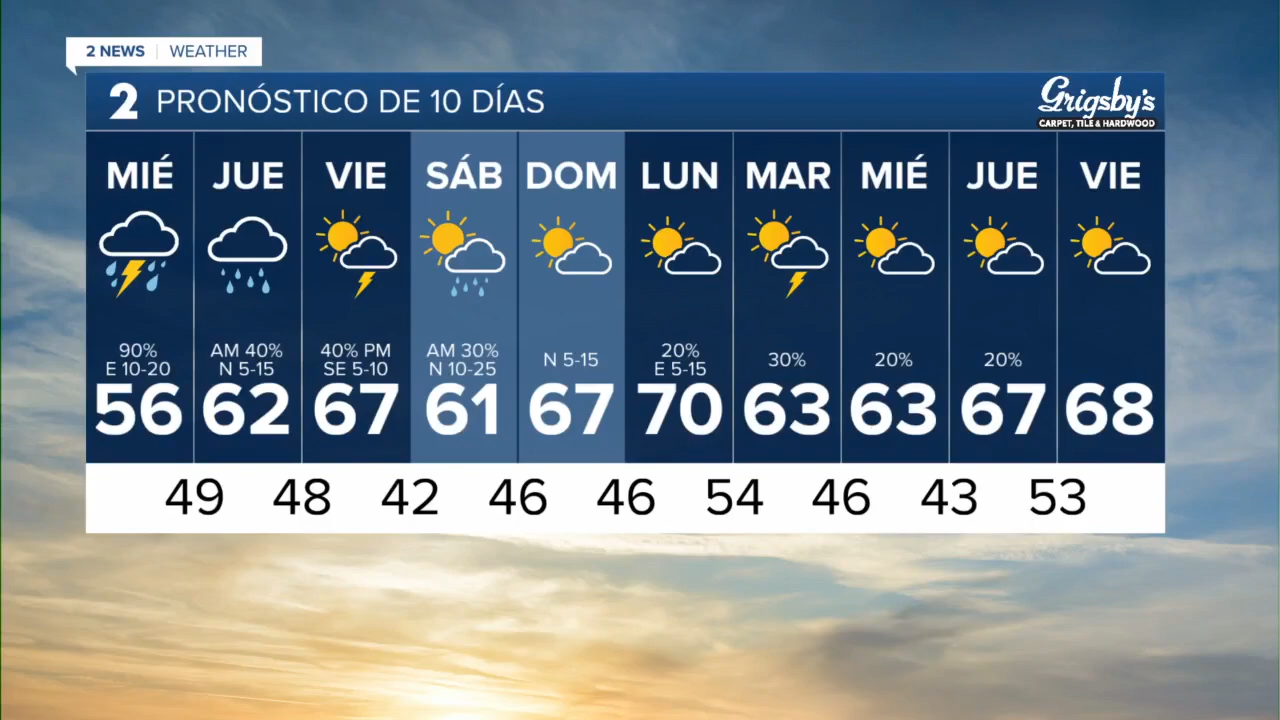 2 NEWS | WEATHER
2 PRONÓSTICO DE 10 DÍAS
Grigsby's
CARPET, TILE & HARDWOOD
MIÉ JUE VIE SÁB DOM LUN MAR MIÉ JUE VIE
90% AM 40% 40% PM AM 30% N 5-15 20% 30% 20% 20%
E 10-20 N 5-15 SE 5-10 N 10-25 E 5-15
56 62 67 61 67 70 63 63 67 68
49 48 42 46 46 54 46 43 53